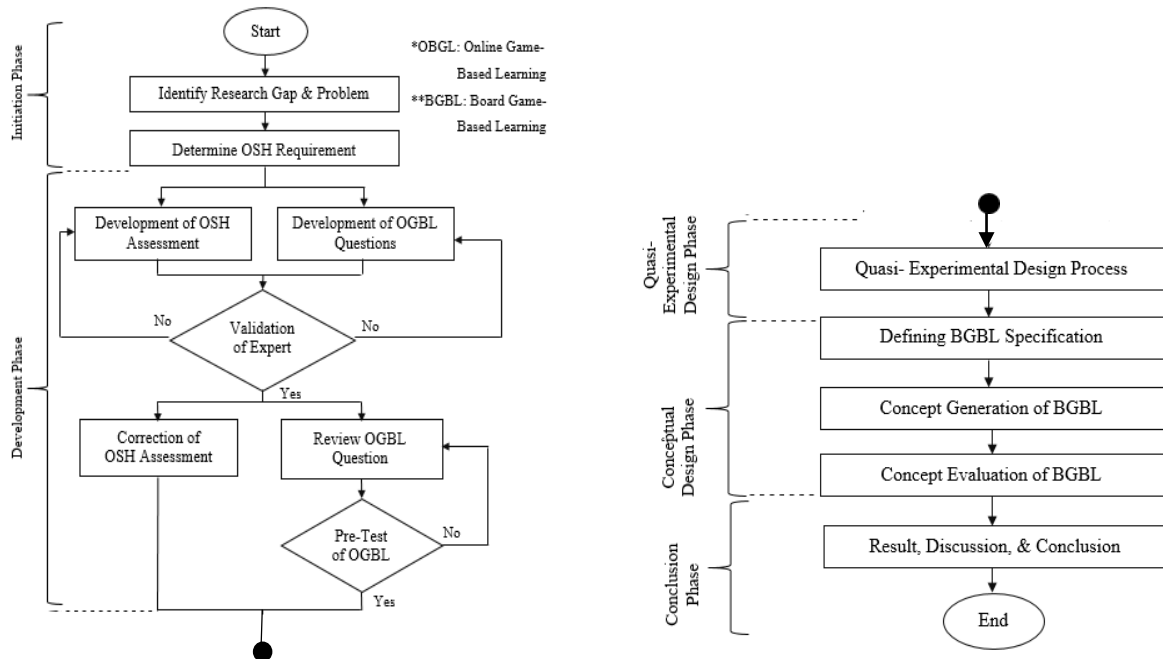 Start
*OBGL: Online Game-
Based Learning
**BGBL: Board Game-
Based Learning
Initiation Phase
Identify Research Gap & Problem
Determine OSH Requirement
Development Phase
Development of OSH
Assessment
Development of OGBL
Questions
No
Validation
of Expert
No
Yes
Correction of
OSH Assessment
Review OGBL
Question
Pre-Test
of OGBL
No
Yes
Quasi-
Experimental
Design Phase
Quasi- Experimental Design Process
Conceptual
Design Phase
Defining BGBL Specification
Concept Generation of BGBL
Concept Evaluation of BGBL
Conclusion
Phase
Result, Discussion, & Conclusion
End